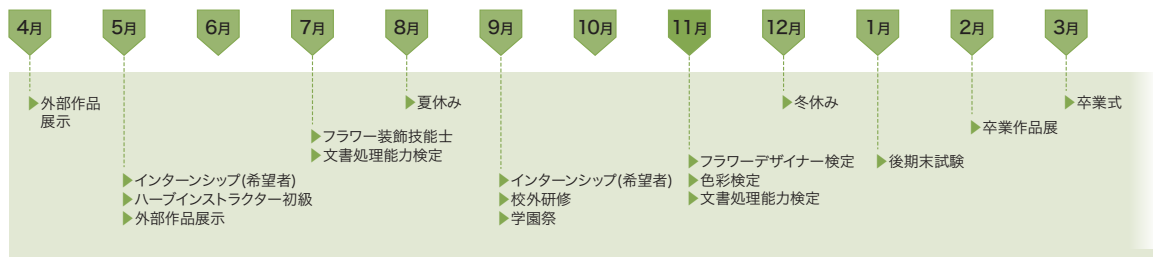 4月
5月
6月
7月
8月
9月
10月
11月
12月
1月
2月
3月
外部作品
展示
インターンシップ(希望者)
ハーブインストラクター初級
外部作品展示
フラワー装飾技能士
文書処理能力検定
夏休み
インターンシップ(希望者)
校外研修
学園祭
フラワーデザイナー検定
色彩検定
文書処理能力検定
冬休み
後期末試験
卒業作品展
卒業式